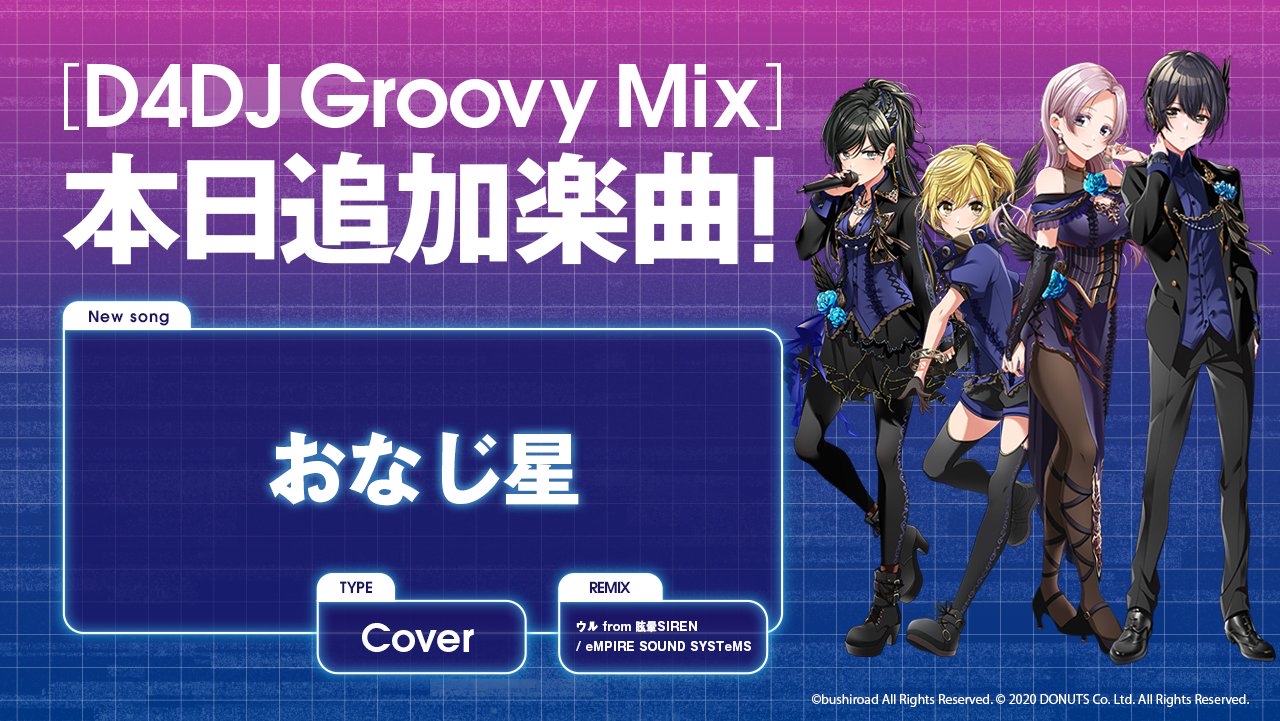 [D4DJ Groovy Mix]
本日追加楽曲!
New song
おなじ星
TYPE
Cover
REMIX
ウル from 眩暈SIREN
/ eMPIRE SOUND SYSTeMS
©bushiroad All Rights Reserved. © 2020 DONUTS Co. Ltd. All Rights Reserved.